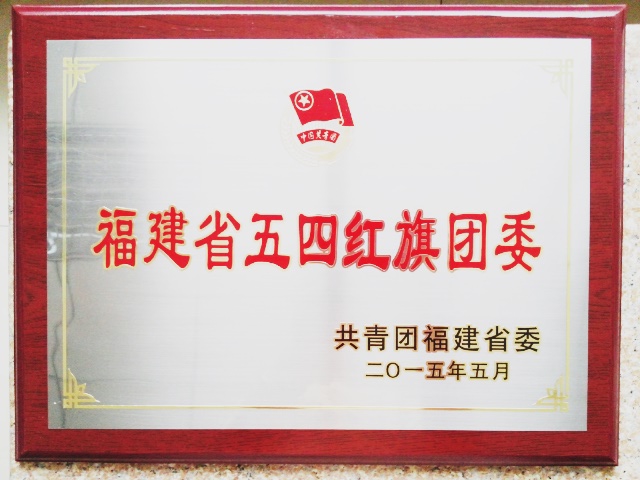 中国共青团
福建省五四红旗团委
共青团福建省委
二〇一五年五月